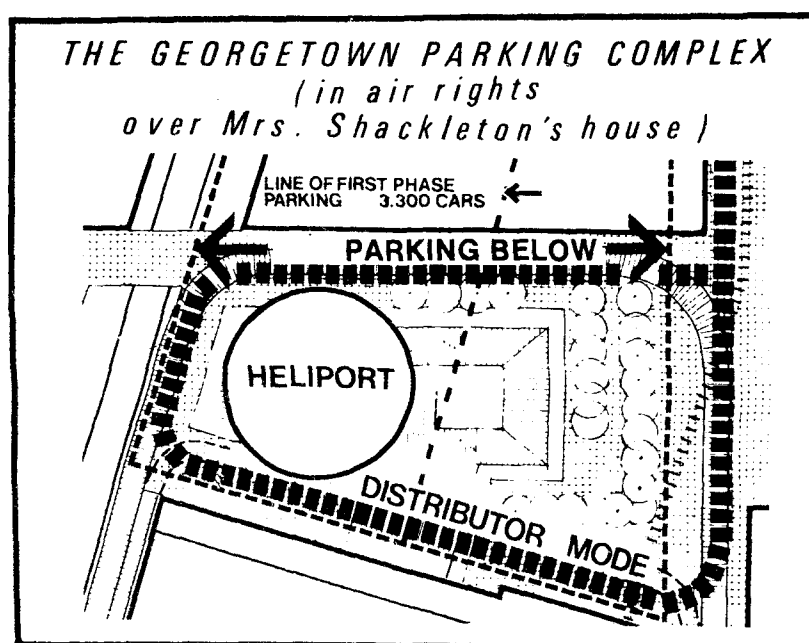 THE GEORGETOWN PARKING COMPLEX
(in air rights
over Mrs. Shackleton's house)
LINE OF FIRST PHASE
PARKING 3.300 CARS
PARKING BELOW
HELIPORT
DISTRIBUTOR MODE